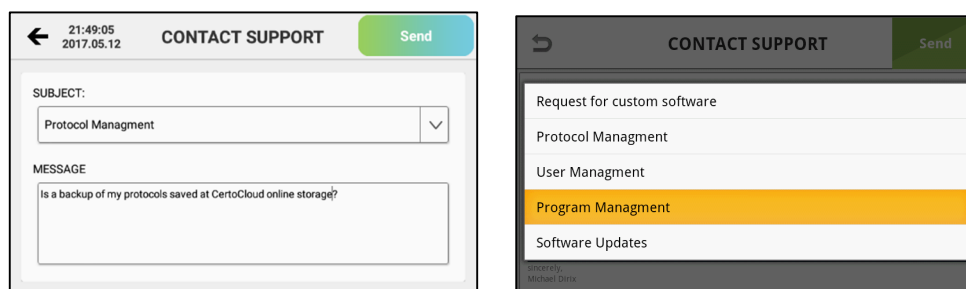 21:49:05
2017.05.12
CONTACT SUPPORT
Send
SUBJECT:
Protocol Managment
MESSAGE
Is a backup of my protocols saved at CertoCloud online storage?
CONTACT SUPPORT
Send
Request for custom software
Protocol Managment
User Managment
Program Managment
Software Updates
sincerely,
Michael Dirix